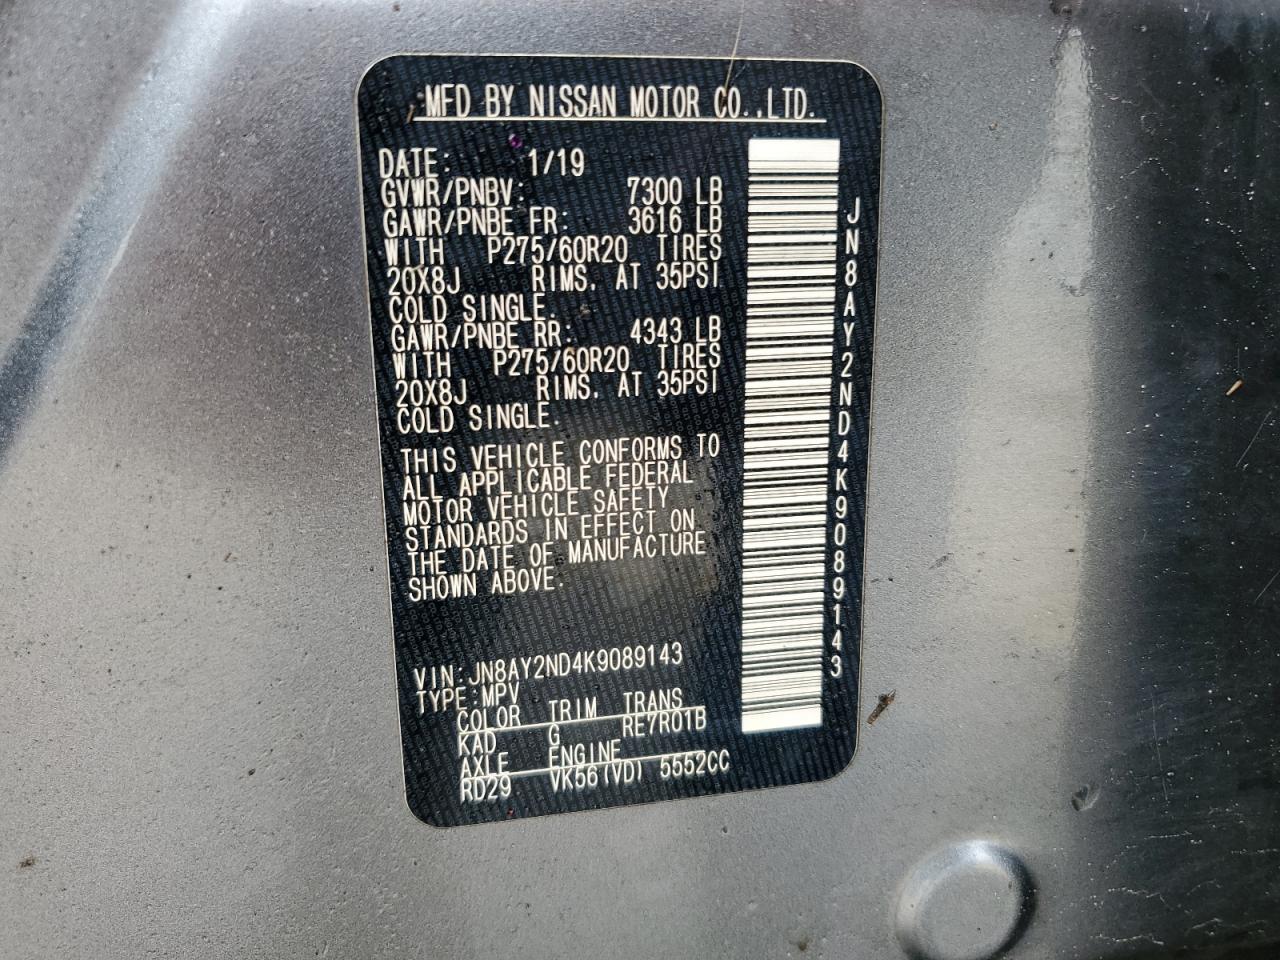 MFD BY NISSAN MOTOR CO.,LTD.
DATE: 1/19
GVWR/PNBV: 7300 LB
GAWR/PNBE FR: 3616 LB
WITH P275/60R20 TIRES
20X8J RIMS. AT 35PSI
COLD SINGLE.
GAWR/PNBE RR: 4343 LB
WITH P275/60R20 TIRES
20X8J RIMS. AT 35PSI
COLD SINGLE.
THIS VEHICLE CONFORMS TO
ALL APPLICABLE FEDERAL
MOTOR VEHICLE SAFETY
STANDARDS IN EFFECT ON
THE DATE OF MANUFACTURE
SHOWN ABOVE.
VIN:JN8AY2ND4K9089143
TYPE:MPV
COLOR TRIM TRANS
KAD G RE7R01B
AXLE ENGINE
RD29 VK56(VD) 5552CC
JN8AY2ND4K9089143